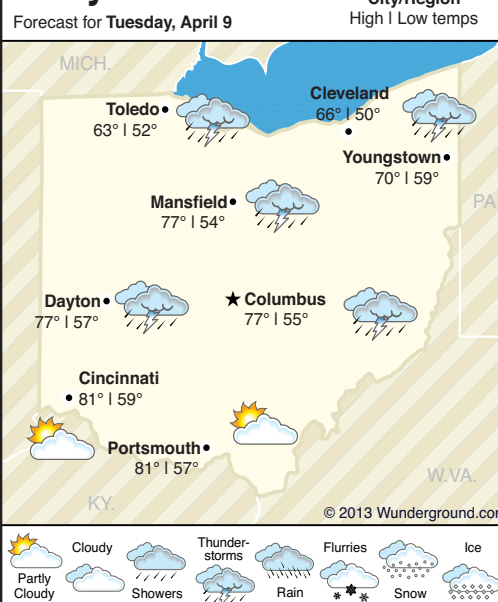 City/Region
Forecast for Tuesday, April 9
High | Low temps
MICH.
Cleveland
66° | 50°
Toledo
63° | 52°
Youngstown
70° | 59°
PA
Mansfield
77° | 54°
Dayton
77° | 57°
Columbus
77° | 55°
Cincinnati
81° | 59°
Portsmouth
81° | 57°
W.VA.
KY.
© 2013 Wunderground.com
Partly
Cloudy
Cloudy
Showers
Thunder-
storms
Rain
Flurries
Snow
Ice